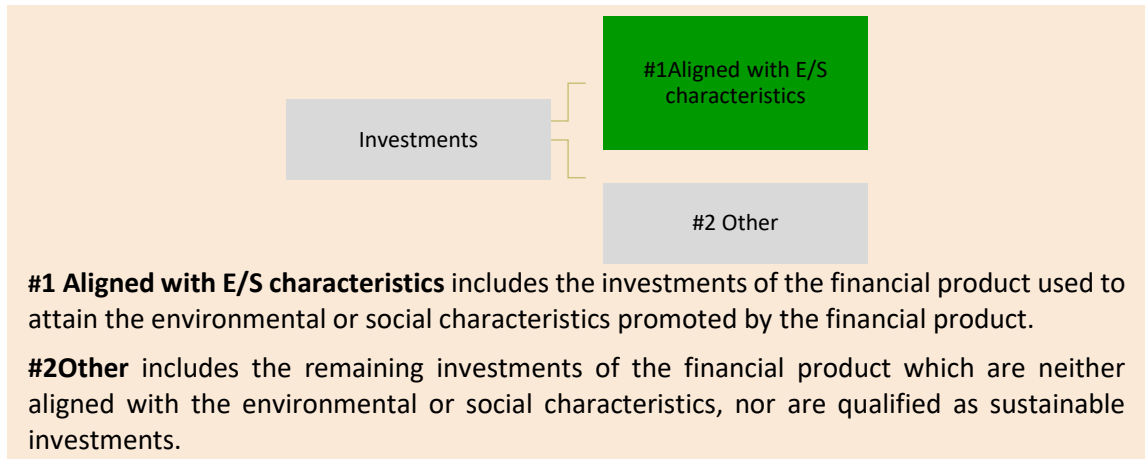 #1Aligned with E/S
characteristics
Investments
#2 Other
#1 Aligned with E/S characteristics includes the investments of the financial product used to
attain the environmental or social characteristics promoted by the financial product.
#2Other includes the remaining investments of the financial product which are neither
aligned with the environmental or social characteristics, nor are qualified as sustainable
investments.